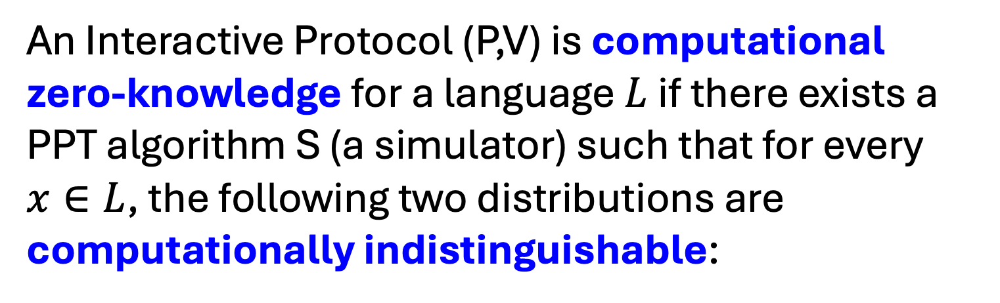 An Interactive Protocol (P,V) is computational
zero-knowledge for a language L if there exists a
PPT algorithm S (a simulator) such that for every
x ∈ L, the following two distributions are
computationally indistinguishable: